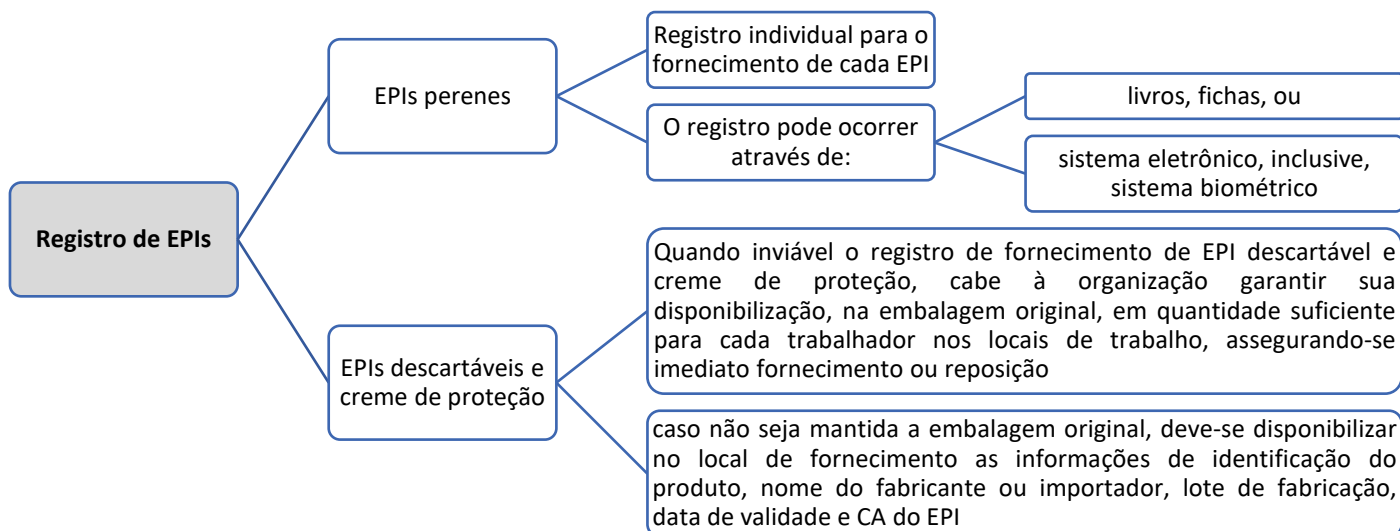 Registro de EPIs
EPIs perenes
Registro individual para o
fornecimento de cada EPI
O registro pode ocorrer
através de:
livros, fichas, ou
sistema eletrônico, inclusive,
sistema biométrico
EPIs descartáveis e
creme de proteção
Quando inviável o registro de fornecimento de EPI descartável e
creme de proteção, cabe à organização garantir sua
disponibilização, na embalagem original, em quantidade suficiente
para cada trabalhador nos locais de trabalho, assegurando-se
imediato fornecimento ou reposição
caso não seja mantida a embalagem original, deve-se disponibilizar
no local de fornecimento as informações de identificação do
produto, nome do fabricante ou importador, lote de fabricação,
data de validade e CA do EPI